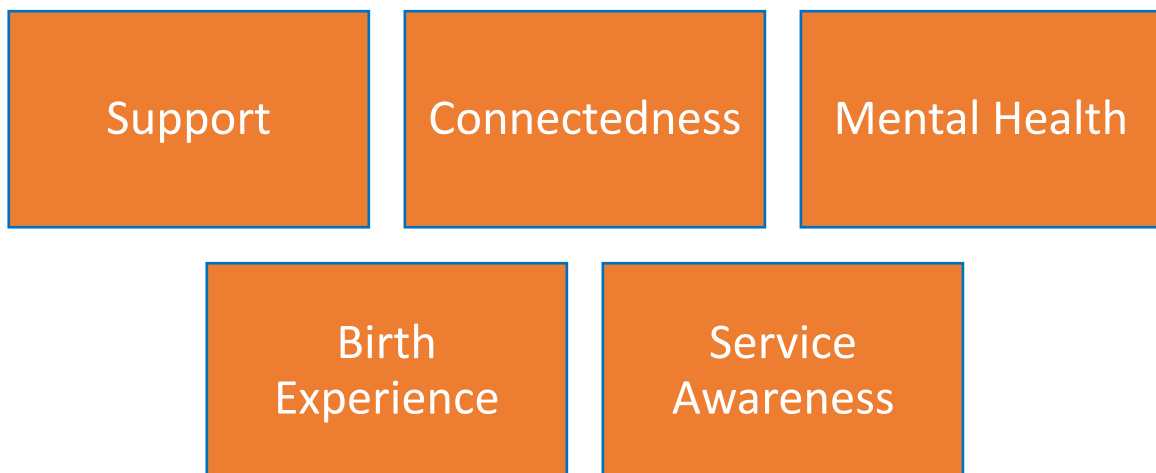 Support
Connectedness
Mental Health
Birth
Experience
Service
Awareness